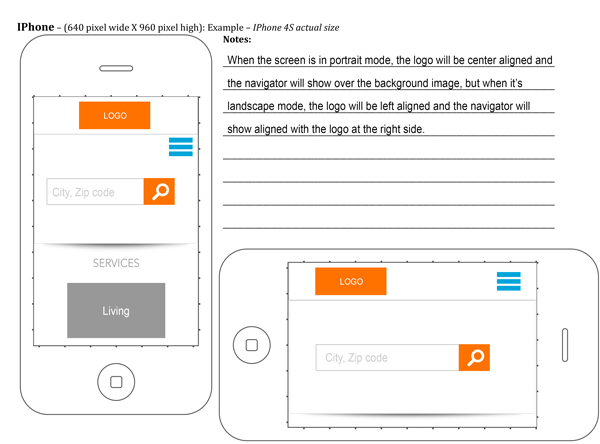 IPhone – (640 pixel wide X 960 pixel high): Example – IPhone 4S actual size
Notes:
When the screen is in portrait mode, the logo will be center aligned and
the navigator will show over the background image, but when it's
landscape mode, the logo will be left aligned and the navigator will
show aligned with the logo at the right side.
LOGO
City, Zip code
SERVICES
Living
LOGO
City, Zip code